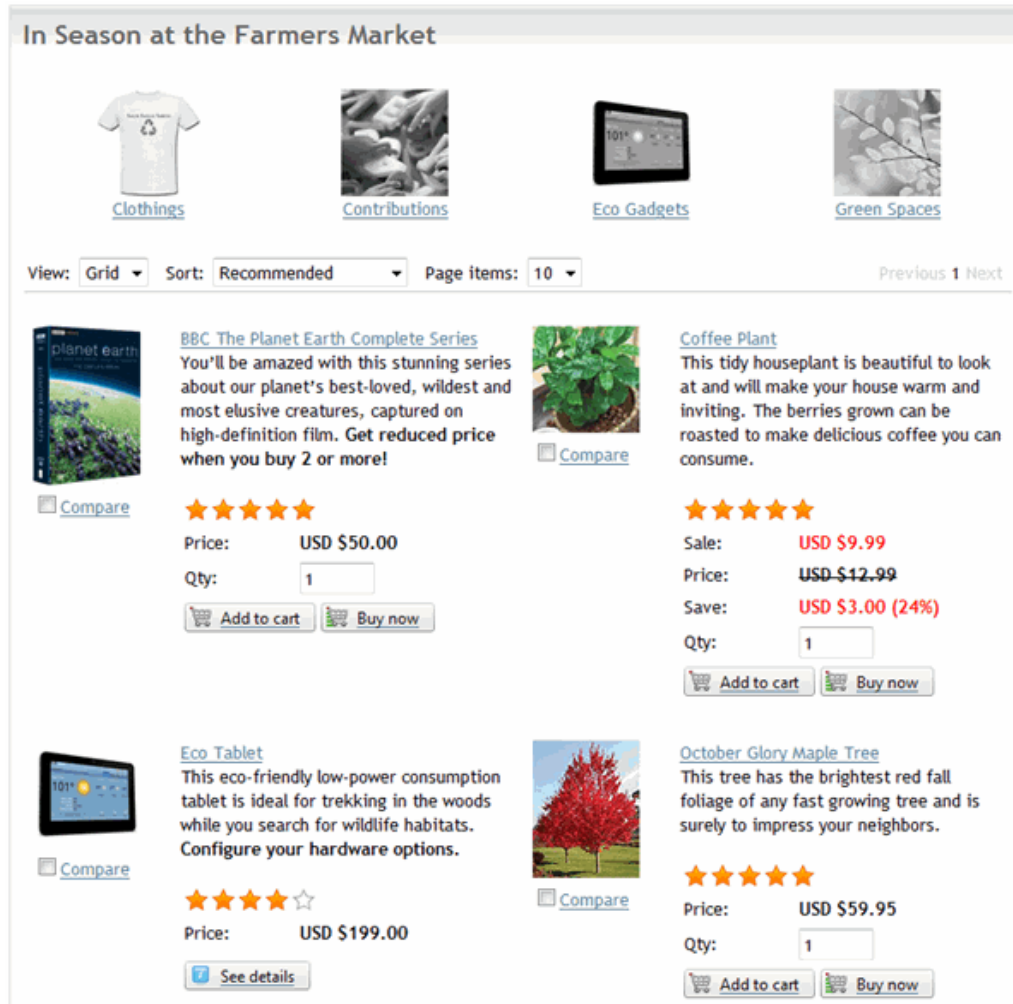 In Season at the Farmers Market
Clothings
Contributions
Eco Gadgets
Green Spaces
View: Grid Sort: Recommended Page items: 10 Previous 1 Next
planet earth
BBC The Planet Earth Complete Series
You'll be amazed with this stunning series
about our planet's best-loved, wildest and
most elusive creatures, captured on
high-definition film. Get reduced price
when you buy 2 or more!
Compare
Price: USD $50.00
Qty: 1
Add to cart Buy now
Coffee Plant
This tidy houseplant is beautiful to look
at and will make your house warm and
inviting. The berries grown can be
roasted to make delicious coffee you can
consume.
Compare
Sale: USD $9.99
Price: USD $12.99
Save: USD $3.00 (24%)
Qty: 1
Add to cart Buy now
101°
Eco Tablet
This eco-friendly low-power consumption
tablet is ideal for trekking in the woods
while you search for wildlife habitats.
Configure your hardware options.
Compare
Price: USD $199.00
See details
October Glory Maple Tree
This tree has the brightest red fall
foliage of any fast growing tree and is
surely to impress your neighbors.
Compare
Price: USD $59.95
Qty: 1
Add to cart Buy now